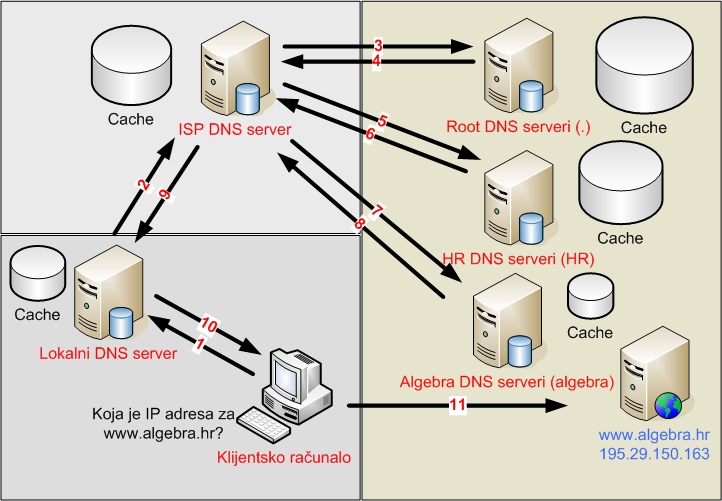 Cache
ISP DNS server
3
4
Root DNS serveri (.)
Cache
5
6
HR DNS serveri (HR)
Cache
2
9
7
8
Cache
Lokalni DNS server
10
1
Cache
Algebra DNS serveri (algebra)
Koja je IP adresa za
www.algebra.hr?
Klijentsko računalo
11
www.algebra.hr
195.29.150.163